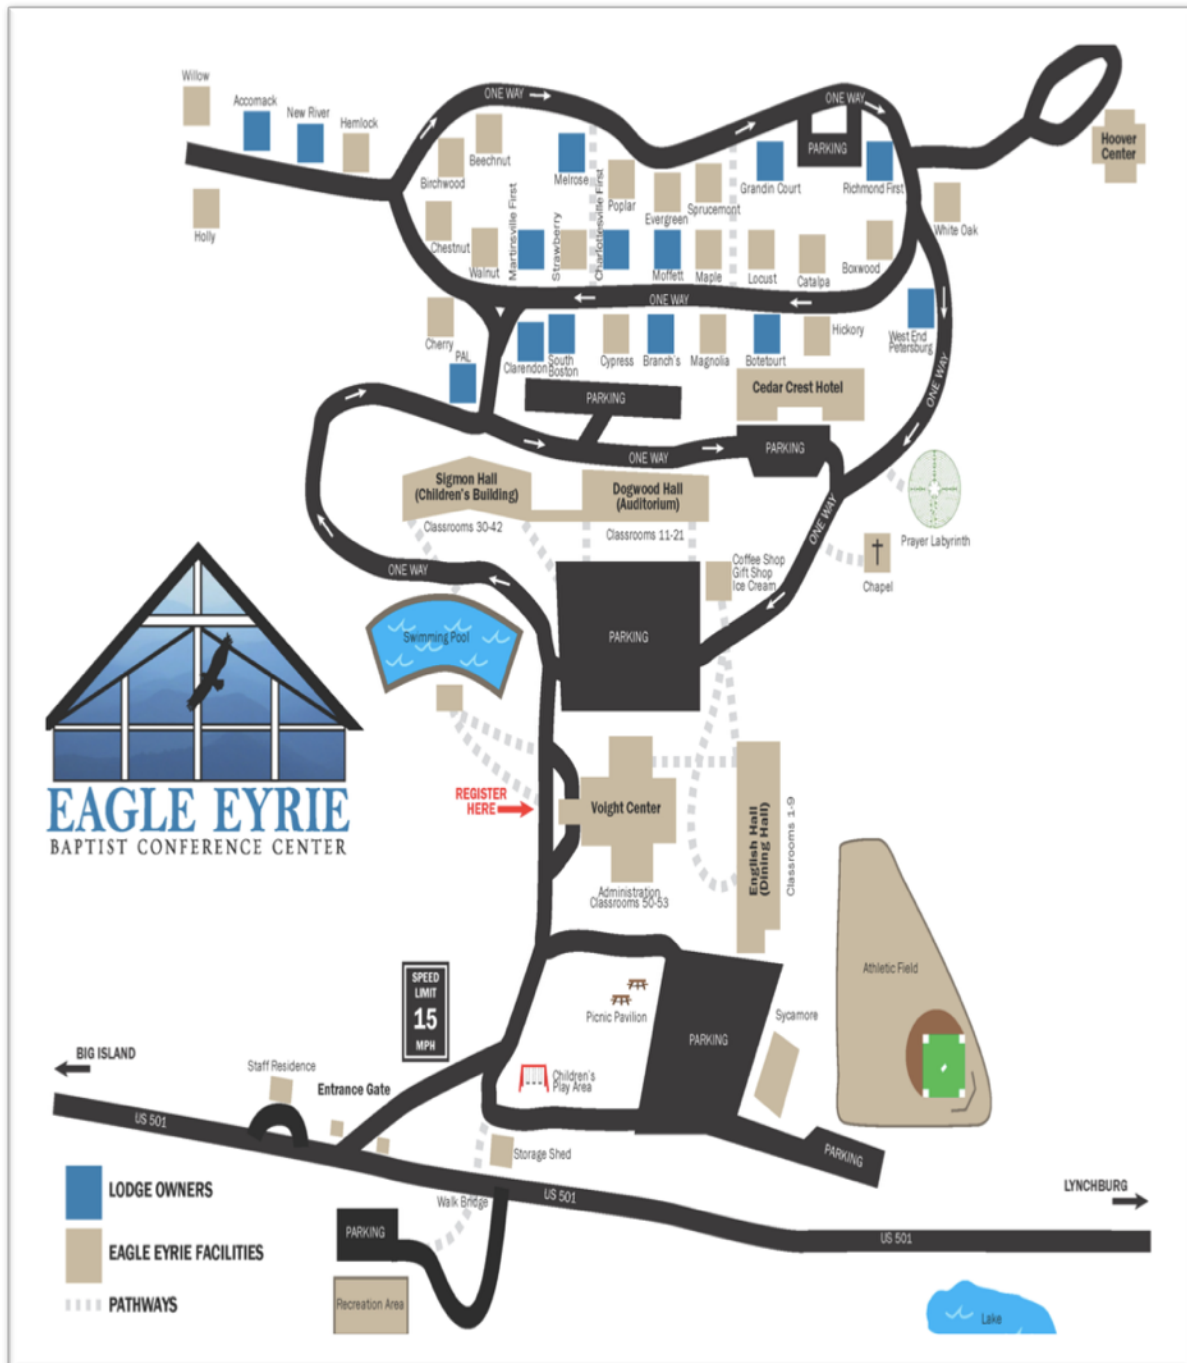 Willow
Accomack
New River
Hemlock
Holly
ONE WAY
ONE WAY
Birchwood
Beechnut
Melrose
Poplar
Evergreen
Sprucemont
Grandin Court
PARKING
Richmond First
Hoover
Center
White Oak
Chestnut
Walnut
Martinsville First
Strawberry
Charlottesville First
Moffett
Maple
Locust
Catalpa
Boxwood
ONE WAY
Cherry
PAL
Clarendon
South
Boston
Cypress
Branch's
Magnolia
Botetourt
Hickory
West End
Petersburg
ONE WAY
PARKING
Cedar Crest Hotel
ONE WAY
PARKING
Sigmon Hall
(Children's Building)
Classrooms 30-42
Dogwood Hall
(Auditorium)
Classrooms 11-21
ONE WAY
Prayer Labyrinth
Chapel
Coffee Shop
Gift Shop
Ice Cream
ONE WAY
PARKING
Swimming Pool
EAGLE EYRIE
BAPTIST CONFERENCE CENTER
REGISTER
HERE
Voight Center
Administration
Classrooms 50-53
English Hall
(Dining Hall)
Classrooms 1-9
Athletic Field
SPEED
LIMIT
15
MPH
Picnic Pavilion
PARKING
Sycamore
Children's
Play Area
BIG ISLAND
Staff Residence
Entrance Gate
US 501
Storage Shed
PARKING
Walk Bridge
US 501
LYNCHBURG
US 501
PARKING
Recreation Area
Lake
LODGE OWNERS
EAGLE EYRIE FACILITIES
PATHWAYS